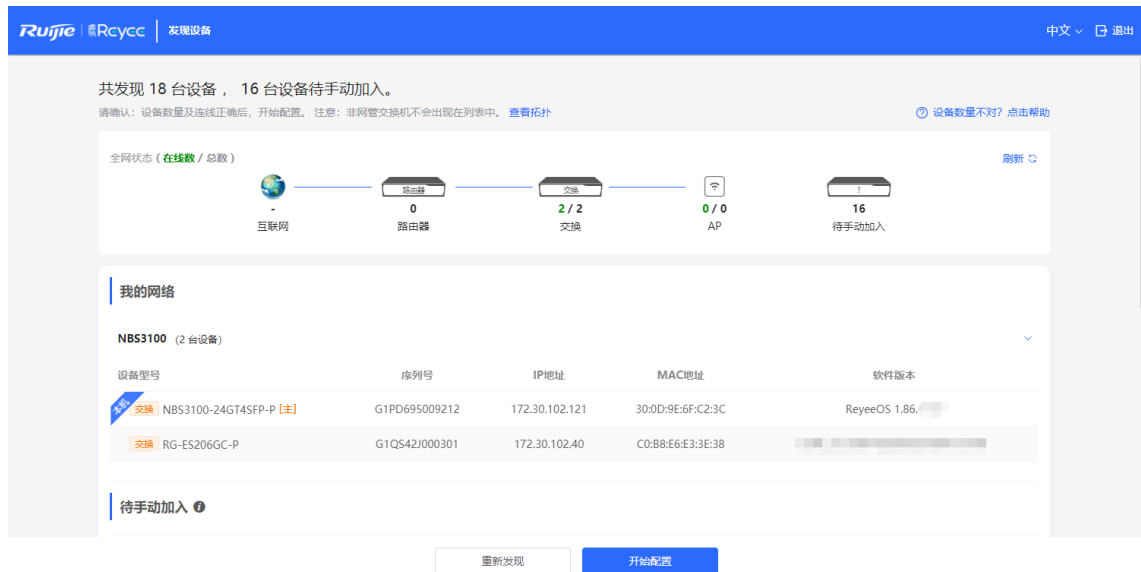 Ruijie Rcycc 发现设备 中文 退出
共发现 18 台设备， 16 台设备待手动加入。
请确认：设备数量及连线正确后，开始配置。 注意：非网管交换机不会出现在列表中。 查看拓扑 设备数量不对？点击帮助
全网状态 ( 在线数 / 总数 ) 刷新
路由器 交换 ?
- 0 2 / 2 0 / 0 16
互联网 路由器 交换 AP 待手动加入
我的网络
NBS3100 (2 台设备)
设备型号 序列号 IP地址 MAC地址 软件版本
本机 交换 NBS3100-24GT4SFP-P [主] G1PD695009212 172.30.102.121 30:0D:9E:6F:C2:3C ReyeeOS 1.86.
交换 RG-ES206GC-P G1QS42J000301 172.30.102.40 C0:B8:E6:E3:3E:38
待手动加入
重新发现 开始配置